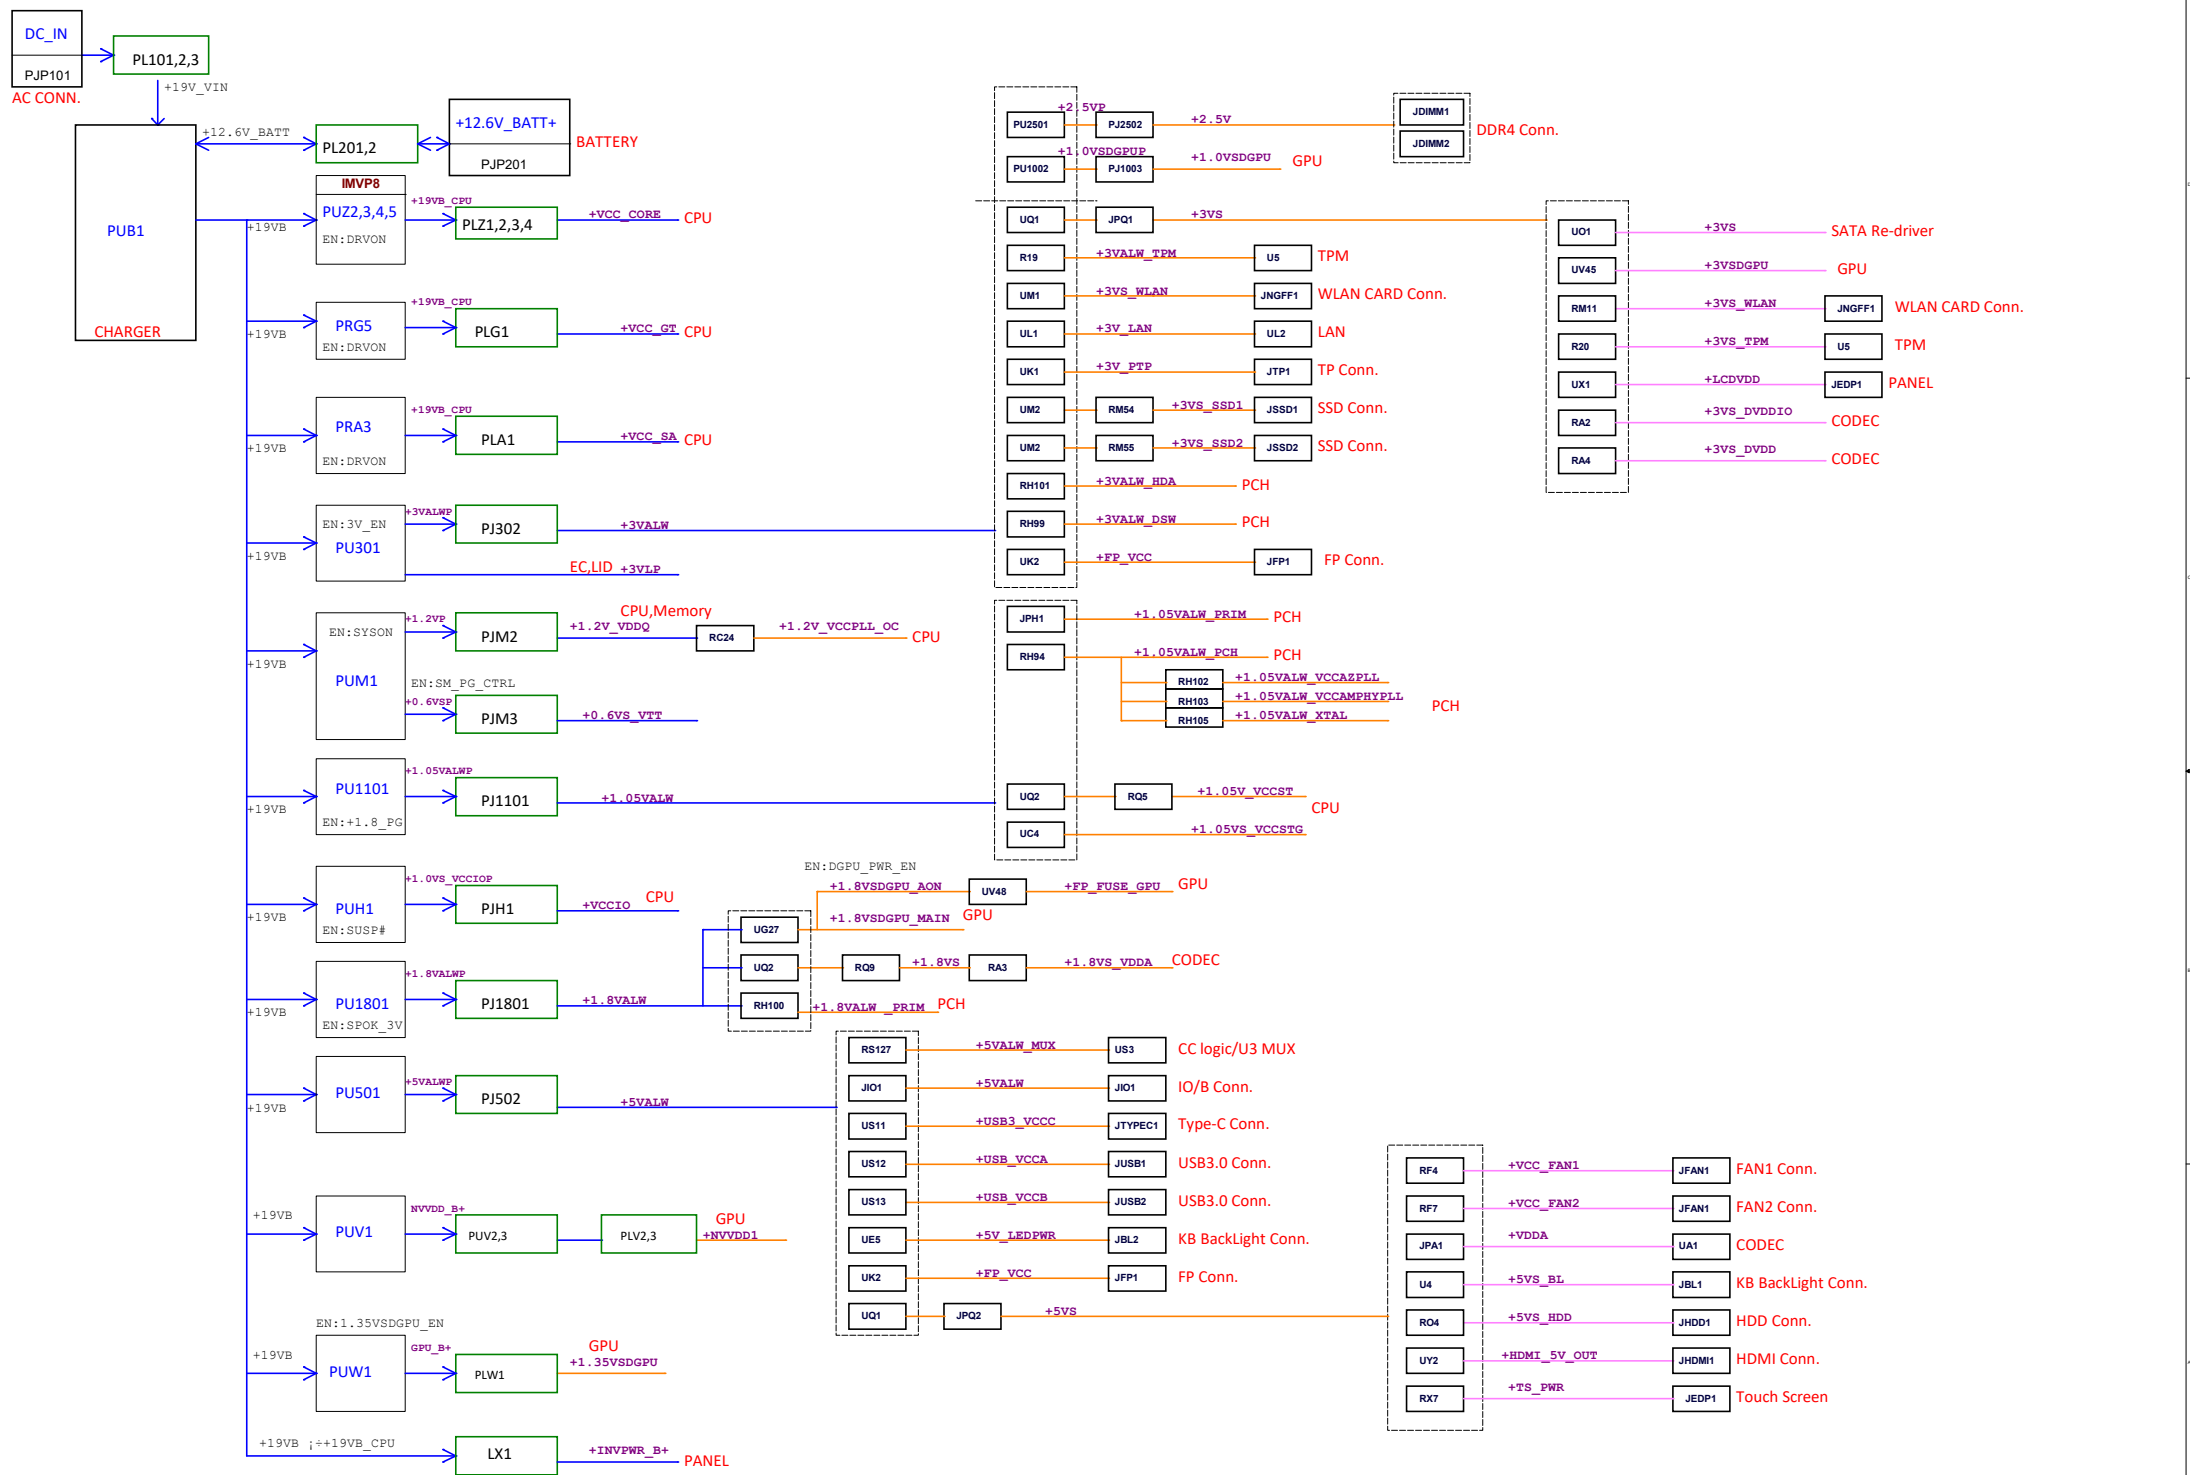 DC_IN
PJP101
AC CONN.
PL101,2,3
+19V_VIN
PUB1
CHARGER
+12.6V_BATT
PL201,2
+12.6V_BATT+
PJP201
BATTERY
+19VB
IMVP8
PUZ2,3,4,5
EN:DRVON
+19VB_CPU
PLZ1,2,3,4
+VCC_CORE
CPU
+19VB
PRG5
EN:DRVON
+19VB_CPU
PLG1
+VCC_GT
CPU
+19VB
PRA3
EN:DRVON
+19VB_CPU
PLA1
+VCC_SA
CPU
+19VB
EN:3V_EN
PU301
+3VALWP
PJ302
+3VALW
EC,LID
+3VLP
+19VB
EN:SYSON
PUM1
+1.2VP
PJM2
CPU,Memory
+1.2V_VDDQ
RC24
+1.2V_VCCPLL_OC
CPU
EN:SM_PG_CTRL
+0.6VSP
PJM3
+0.6VS_VTT
+19VB
PU1101
EN:+1.8_PG
+1.05VALWP
PJ1101
+1.05VALW
+19VB
PUH1
EN:SUSP#
+1.0VS_VCCIOP
PJH1
+VCCIO
CPU
+19VB
PU1801
EN:SPOK_3V
+1.8VALWP
PJ1801
+1.8VALW
EN:DGPU_PWR_EN
UG27
+1.8VSDGPU_AON
UV48
+FP_FUSE_GPU
GPU
+1.8VSDGPU_MAIN
GPU
UQ2
RQ9
+1.8VS
RA3
+1.8VS_VDDA
CODEC
RH100
+1.8VALW _PRIM
PCH
+19VB
PU501
+5VALWP
PJ502
+5VALW
+19VB
PUV1
NVVDD_B+
PUV2,3
PLV2,3
GPU
+NVVDD1
EN:1.35VSDGPU_EN
+19VB
PUW1
GPU_B+
PLW1
GPU
+1.35VSDGPU
+19VB ;÷+19VB_CPU
LX1
+INVPWR_B+
PANEL
PU2501
+2.5VP
PJ2502
+2.5V
JDIMM1
JDIMM2
DDR4 Conn.
PU1002
+1.0VSDGPUP
PJ1003
+1.0VSDGPU
GPU
UQ1
JPQ1
+3VS
R19
+3VALW_TPM
U5
TPM
UM1
+3VS_WLAN
JNGFF1
WLAN CARD Conn.
UL1
+3V_LAN
UL2
LAN
UK1
+3V_PTP
JTP1
TP Conn.
UM2
RM54
+3VS_SSD1
JSSD1
SSD Conn.
UM2
RM55
+3VS_SSD2
JSSD2
SSD Conn.
RH101
+3VALW_HDA
PCH
RH99
+3VALW_DSW
PCH
UK2
+FP_VCC
JFP1
FP Conn.
UO1
+3VS
SATA Re-driver
UV45
+3VSDGPU
GPU
RM11
+3VS_WLAN
JNGFF1
WLAN CARD Conn.
R20
+3VS_TPM
U5
TPM
UX1
+LCDVDD
JEDP1
PANEL
RA2
+3VS_DVDDIO
CODEC
RA4
+3VS_DVDD
CODEC
JPH1
+1.05VALW_PRIM
PCH
RH94
+1.05VALW_PCH
PCH
RH102
+1.05VALW_VCCAZPLL
RH103
+1.05VALW_VCCAMPHYPLL
PCH
RH105
+1.05VALW_XTAL
UQ2
RQ5
+1.05V_VCCST
CPU
UC4
+1.05VS_VCCSTG
RS127
+5VALW_MUX
US3
CC logic/U3 MUX
JIO1
+5VALW
JIO1
IO/B Conn.
US11
+USB3_VCCC
JTYPEC1
Type-C Conn.
US12
+USB_VCCA
JUSB1
USB3.0 Conn.
US13
+USB_VCCB
JUSB2
USB3.0 Conn.
UE5
+5V_LEDPWR
JBL2
KB BackLight Conn.
UK2
+FP_VCC
JFP1
FP Conn.
UQ1
JPQ2
+5VS
RF4
+VCC_FAN1
JFAN1
FAN1 Conn.
RF7
+VCC_FAN2
JFAN1
FAN2 Conn.
JPA1
+VDDA
UA1
CODEC
U4
+5VS_BL
JBL1
KB BackLight Conn.
RO4
+5VS_HDD
JHDD1
HDD Conn.
UY2
+HDMI_5V_OUT
JHDMI1
HDMI Conn.
RX7
+TS_PWR
JEDP1
Touch Screen